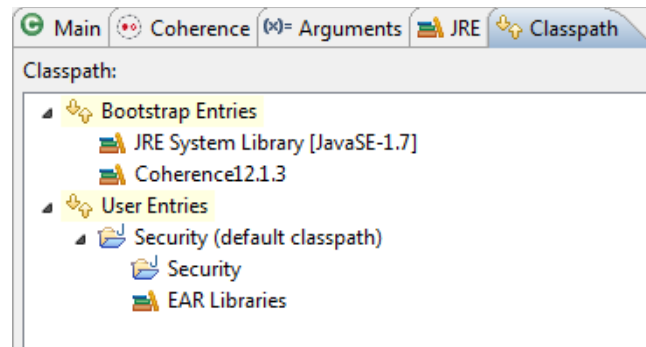 Main Coherence (x)= Arguments JRE Classpath
Classpath:
Bootstrap Entries
JRE System Library [JavaSE-1.7]
Coherence12.1.3
User Entries
Security (default classpath)
Security
EAR Libraries